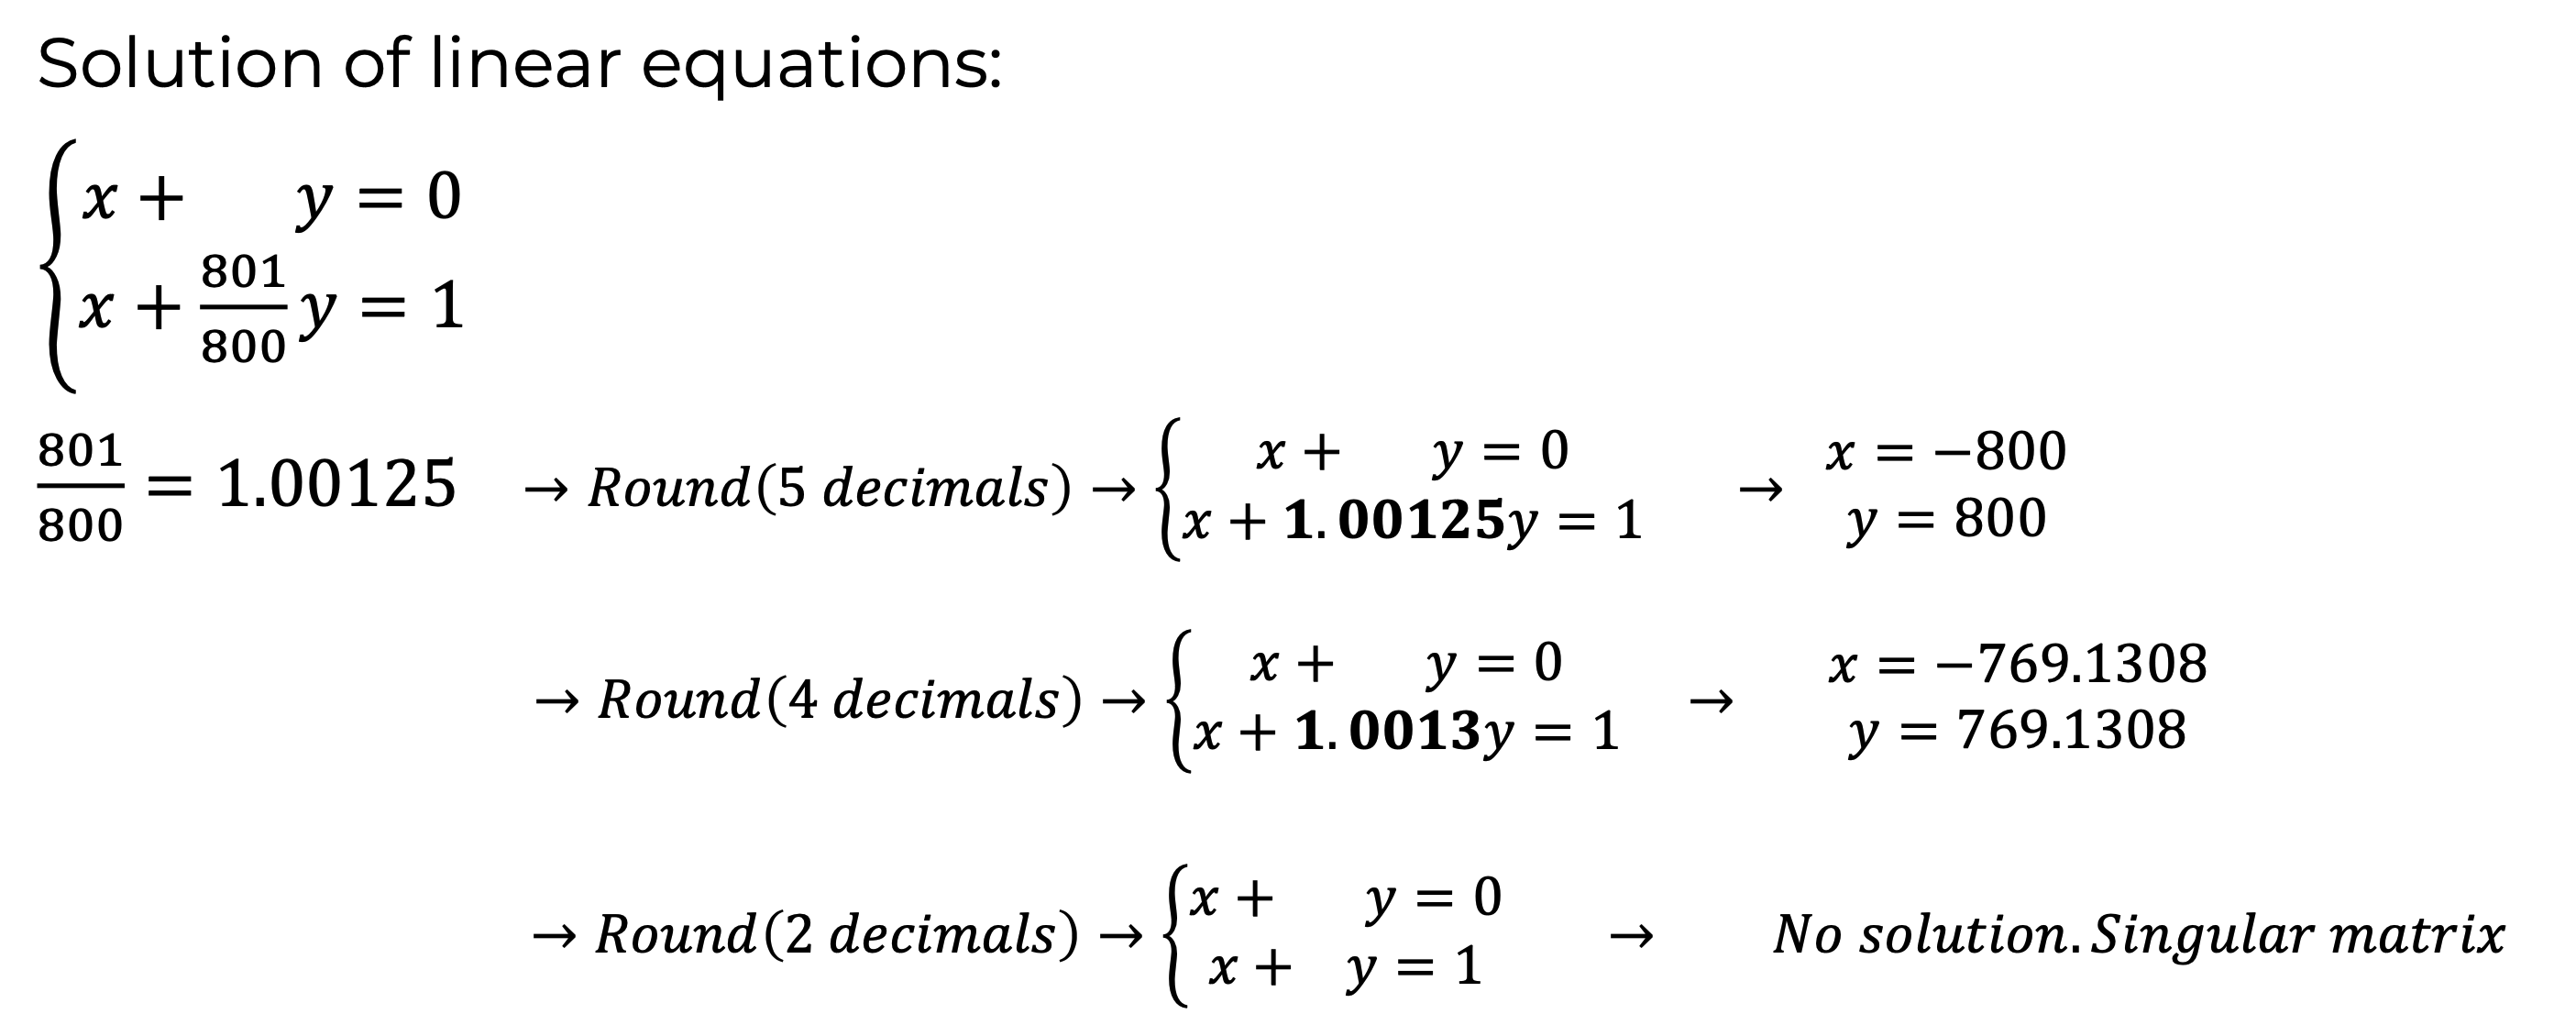 Solution of linear equations:
x + y = 0
x + 801/800 y = 1
801/800 = 1.00125 → Round(5 decimals) → { x + y = 0 → x = −800
x + 1.00125y = 1 y = 800
→ Round(4 decimals) → { x + y = 0 → x = −769.1308
x + 1.0013y = 1 y = 769.1308
→ Round(2 decimals) → { x + y = 0 → No solution. Singular matrix
x + y = 1